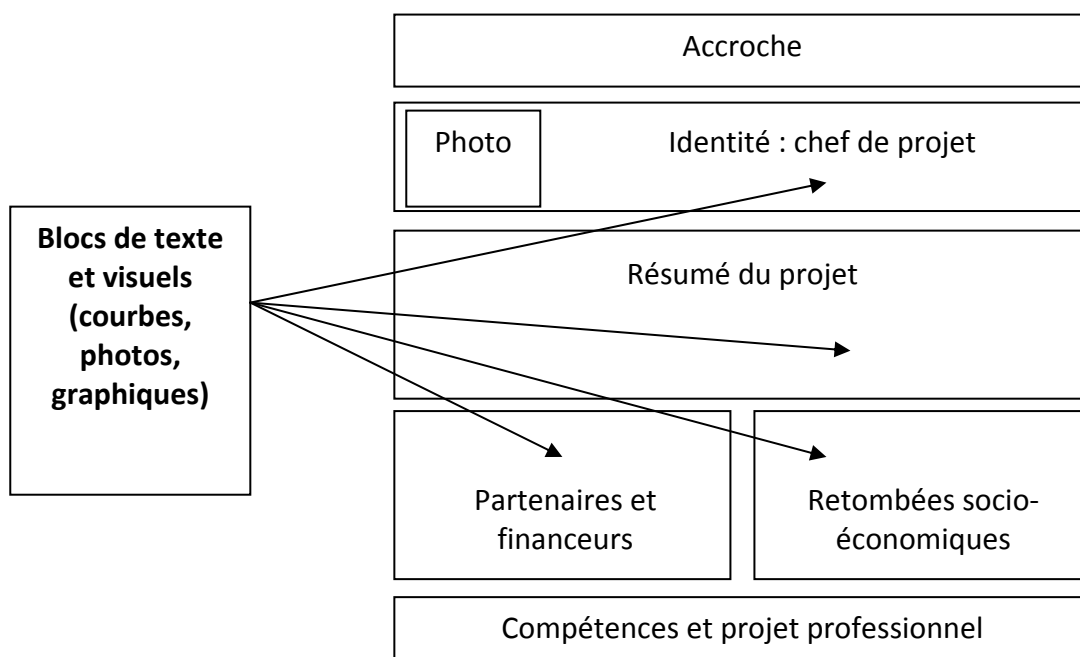 Accroche
Photo
Identité : chef de projet
Blocs de texte
et visuels
(courbes,
photos,
graphiques)
Résumé du projet
Partenaires et
financeurs
Retombées socio-
économiques
Compétences et projet professionnel